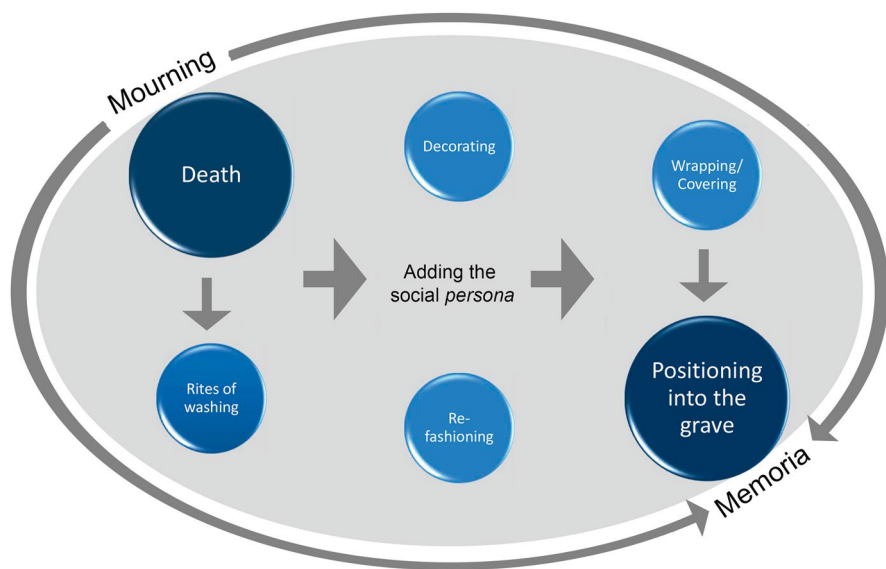 Mourning
Death
Rites of
washing
Decorating
Adding the
social persona
Re-
fashioning
Wrapping/
Covering
Positioning
into the
grave
Memoria